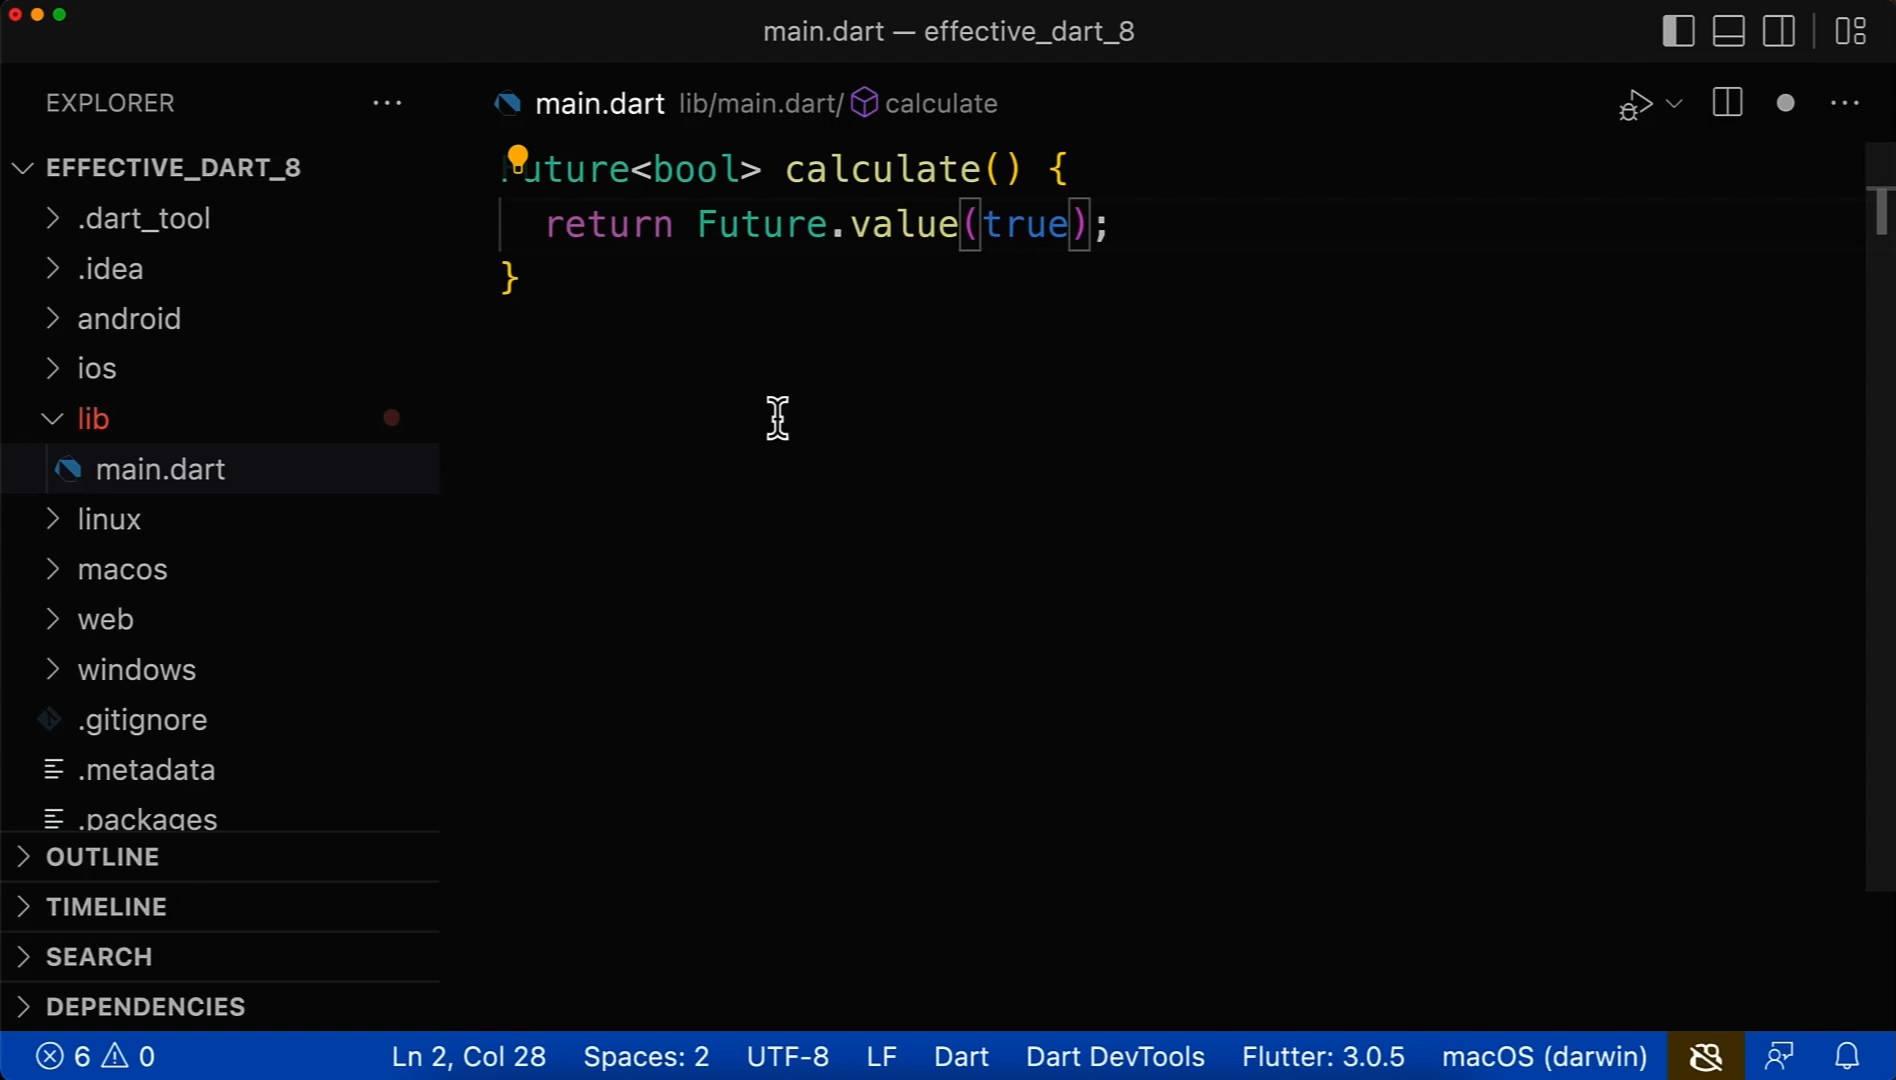 main.dart — effective_dart_8
EXPLORER
main.dart lib/main.dart/ calculate
EFFECTIVE_DART_8
.dart_tool
.idea
android
ios
lib
main.dart
linux
macos
web
windows
.gitignore
.metadata
.packages
OUTLINE
TIMELINE
SEARCH
DEPENDENCIES
Future<bool> calculate() {
return Future.value(true);
}
6 0 Ln 2, Col 28 Spaces: 2 UTF-8 LF Dart Dart DevTools Flutter: 3.0.5 macOS (darwin)